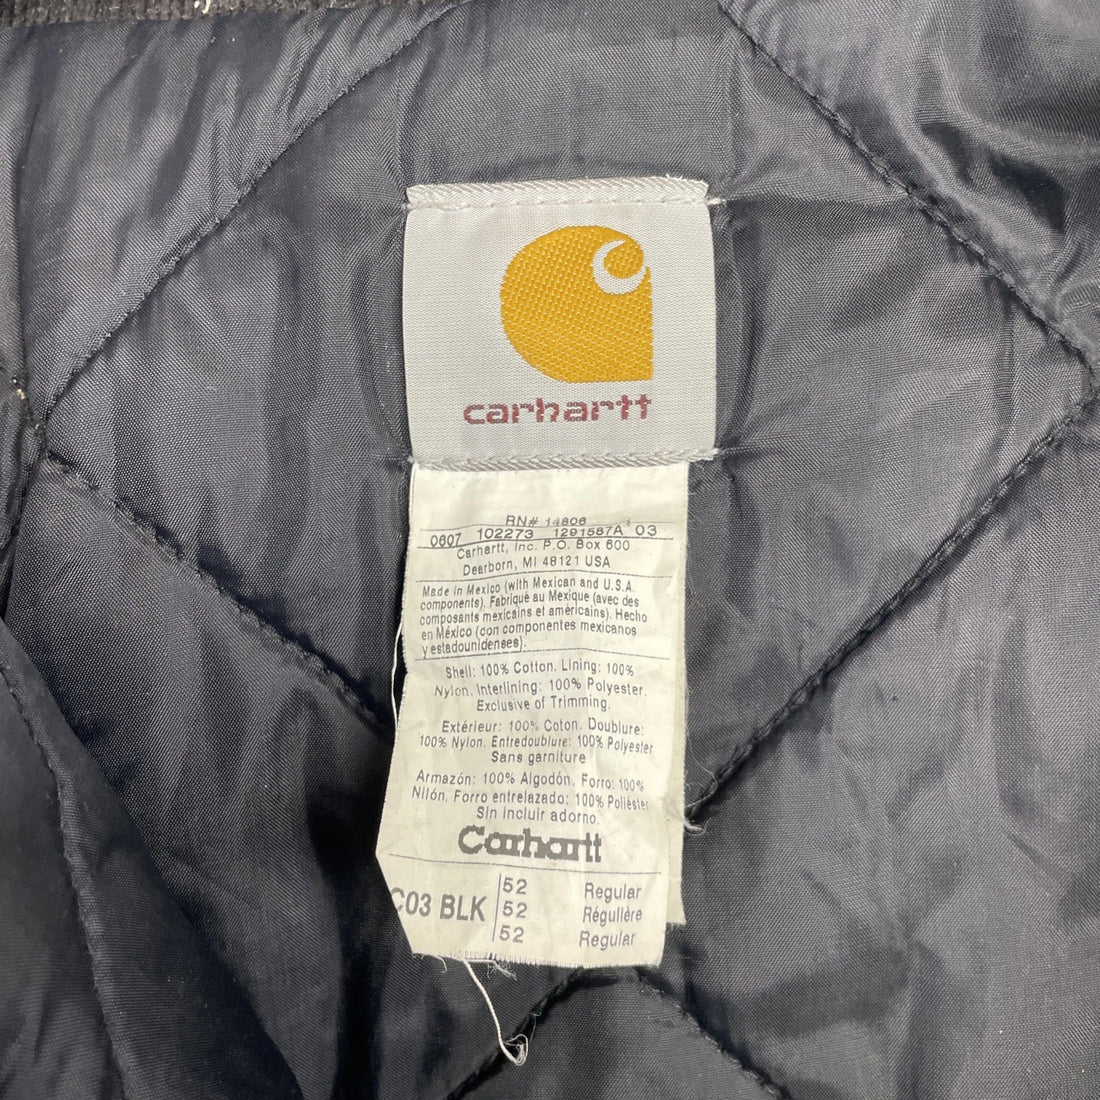 carhartt
RN# 14806
0607 102273 1291587A 03
Carhartt, Inc. P.O. Box 600
Dearborn, MI 48121 USA
Made in Mexico (with Mexican and U.S.A.
components). Fabriqué au Mexique (avec des
composants mexicains et américains). Hecho
en México (con componentes mexicanos
y estadounidenses).
Shell: 100% Cotton. Lining: 100%
Nylon. Interlining: 100% Polyester.
Exclusive of Trimming.
Extérieur: 100% Coton. Doublure:
100% Nylon. Entredoublure: 100% Polyester
Sans garniture
Armazón: 100% Algodón. Forro: 100%
Nilón. Forro entrelazado: 100% Poliéster
Sin incluir adorno.
Carhartt
C03 BLK
52 Regular
52 Régullère
52 Regular